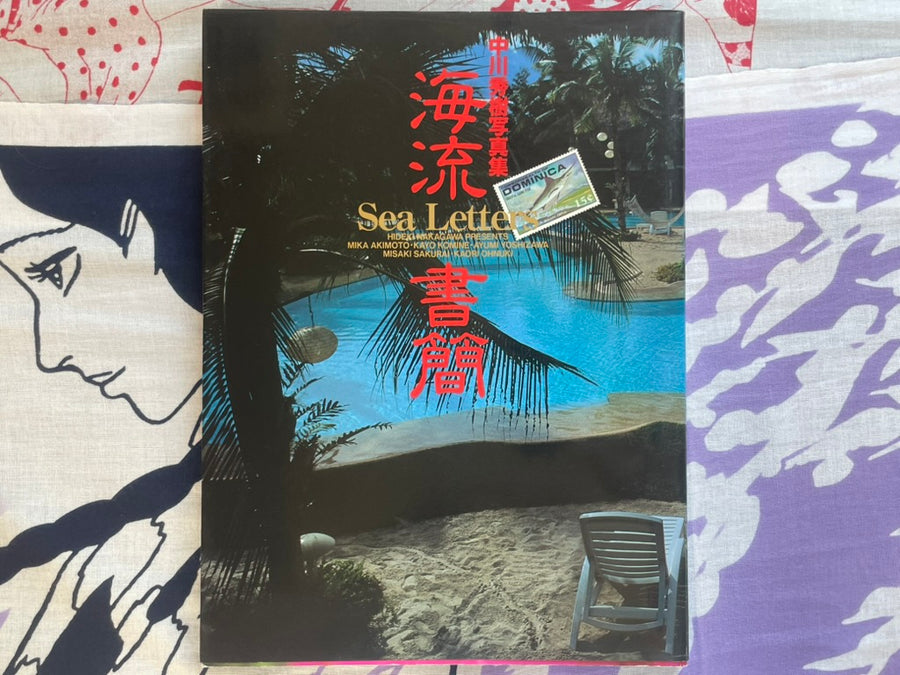 中川秀樹写真集
海流
書簡
Sea Letters
HIDEKI NAKAGAWA PRESENTS
MIKA AKIMOTO・KAYO KOMINE・AYUMI YOSHIZAWA
MISAKI SAKURAI・KAORI OHNUKI
DOMINICA
15¢